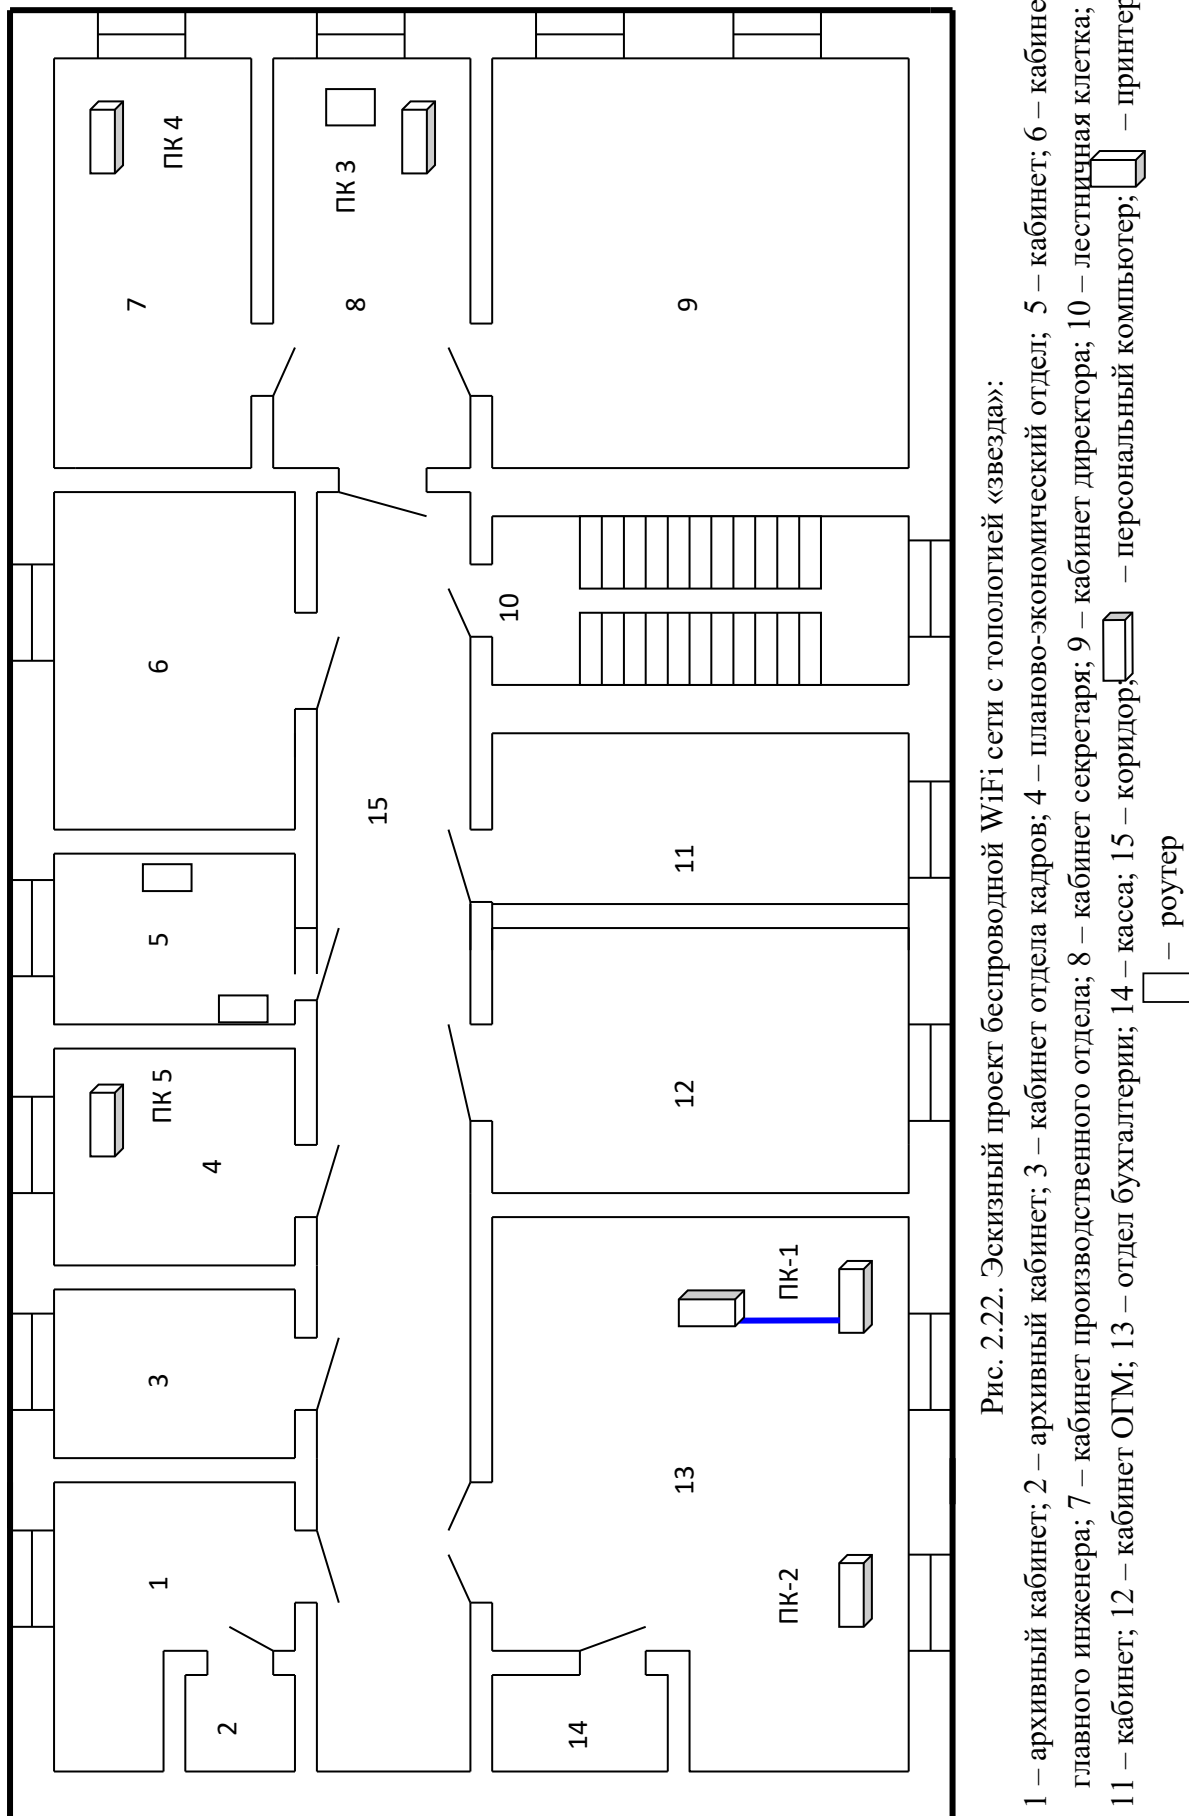 7
ПК 4
8
ПК 3
9
6
10
15
5
11
ПК 5
4
12
3
13
ПК-1
1
2
14
ПК-2
Рис. 2.22. Эскизный проект беспроводной WiFi сети с топологией «звезда»:
1 – архивный кабинет; 2 – архивный кабинет; 3 – кабинет отдела кадров; 4 – планово-экономический отдел; 5 – кабинет; 6 – кабине
главного инженера; 7 – кабинет производственного отдела; 8 – кабинет секретаря; 9 – кабинет директора; 10 – лестничная клетка;
11 – кабинет; 12 – кабинет ОГМ; 13 – отдел бухгалтерии; 14 – касса; 15 – коридор; – персональный компьютер; – принтер
– роутер